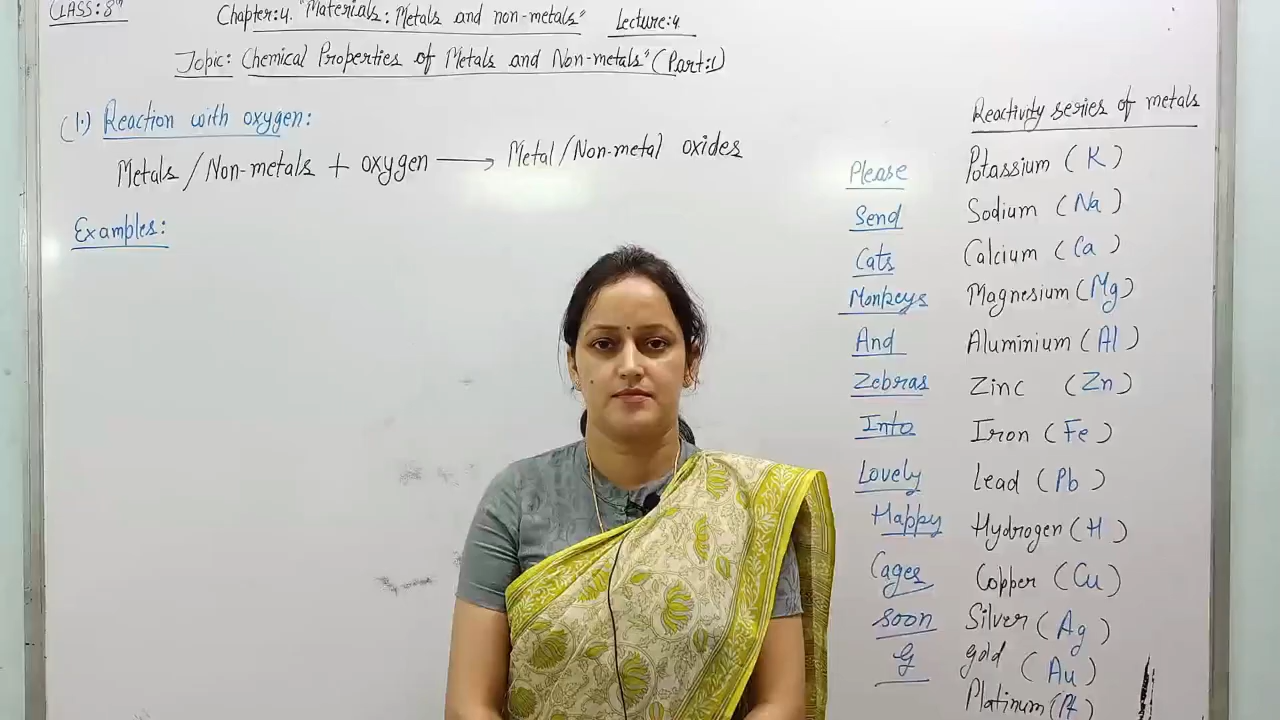 CLASS: 8th
Chapter:4. "Materials: Metals and non-metals" Lecture:4
Topic: Chemical Properties of Metals and Non-metals" (Part:1)
(1.) Reaction with oxygen:
Metals / Non-metals + oxygen → Metal/Non-metal oxides
Examples:
Reactivity series of metals
Please Potassium (K)
Send Sodium (Na)
Cats Calcium (Ca)
Monkeys Magnesium (Mg)
And Aluminium (Al)
Zebras Zinc (Zn)
Into Iron (Fe)
Lovely Lead (Pb)
Happy Hydrogen (H)
Cages Copper (Cu)
soon Silver (Ag)
G gold (Au)
Platinum (Pt)